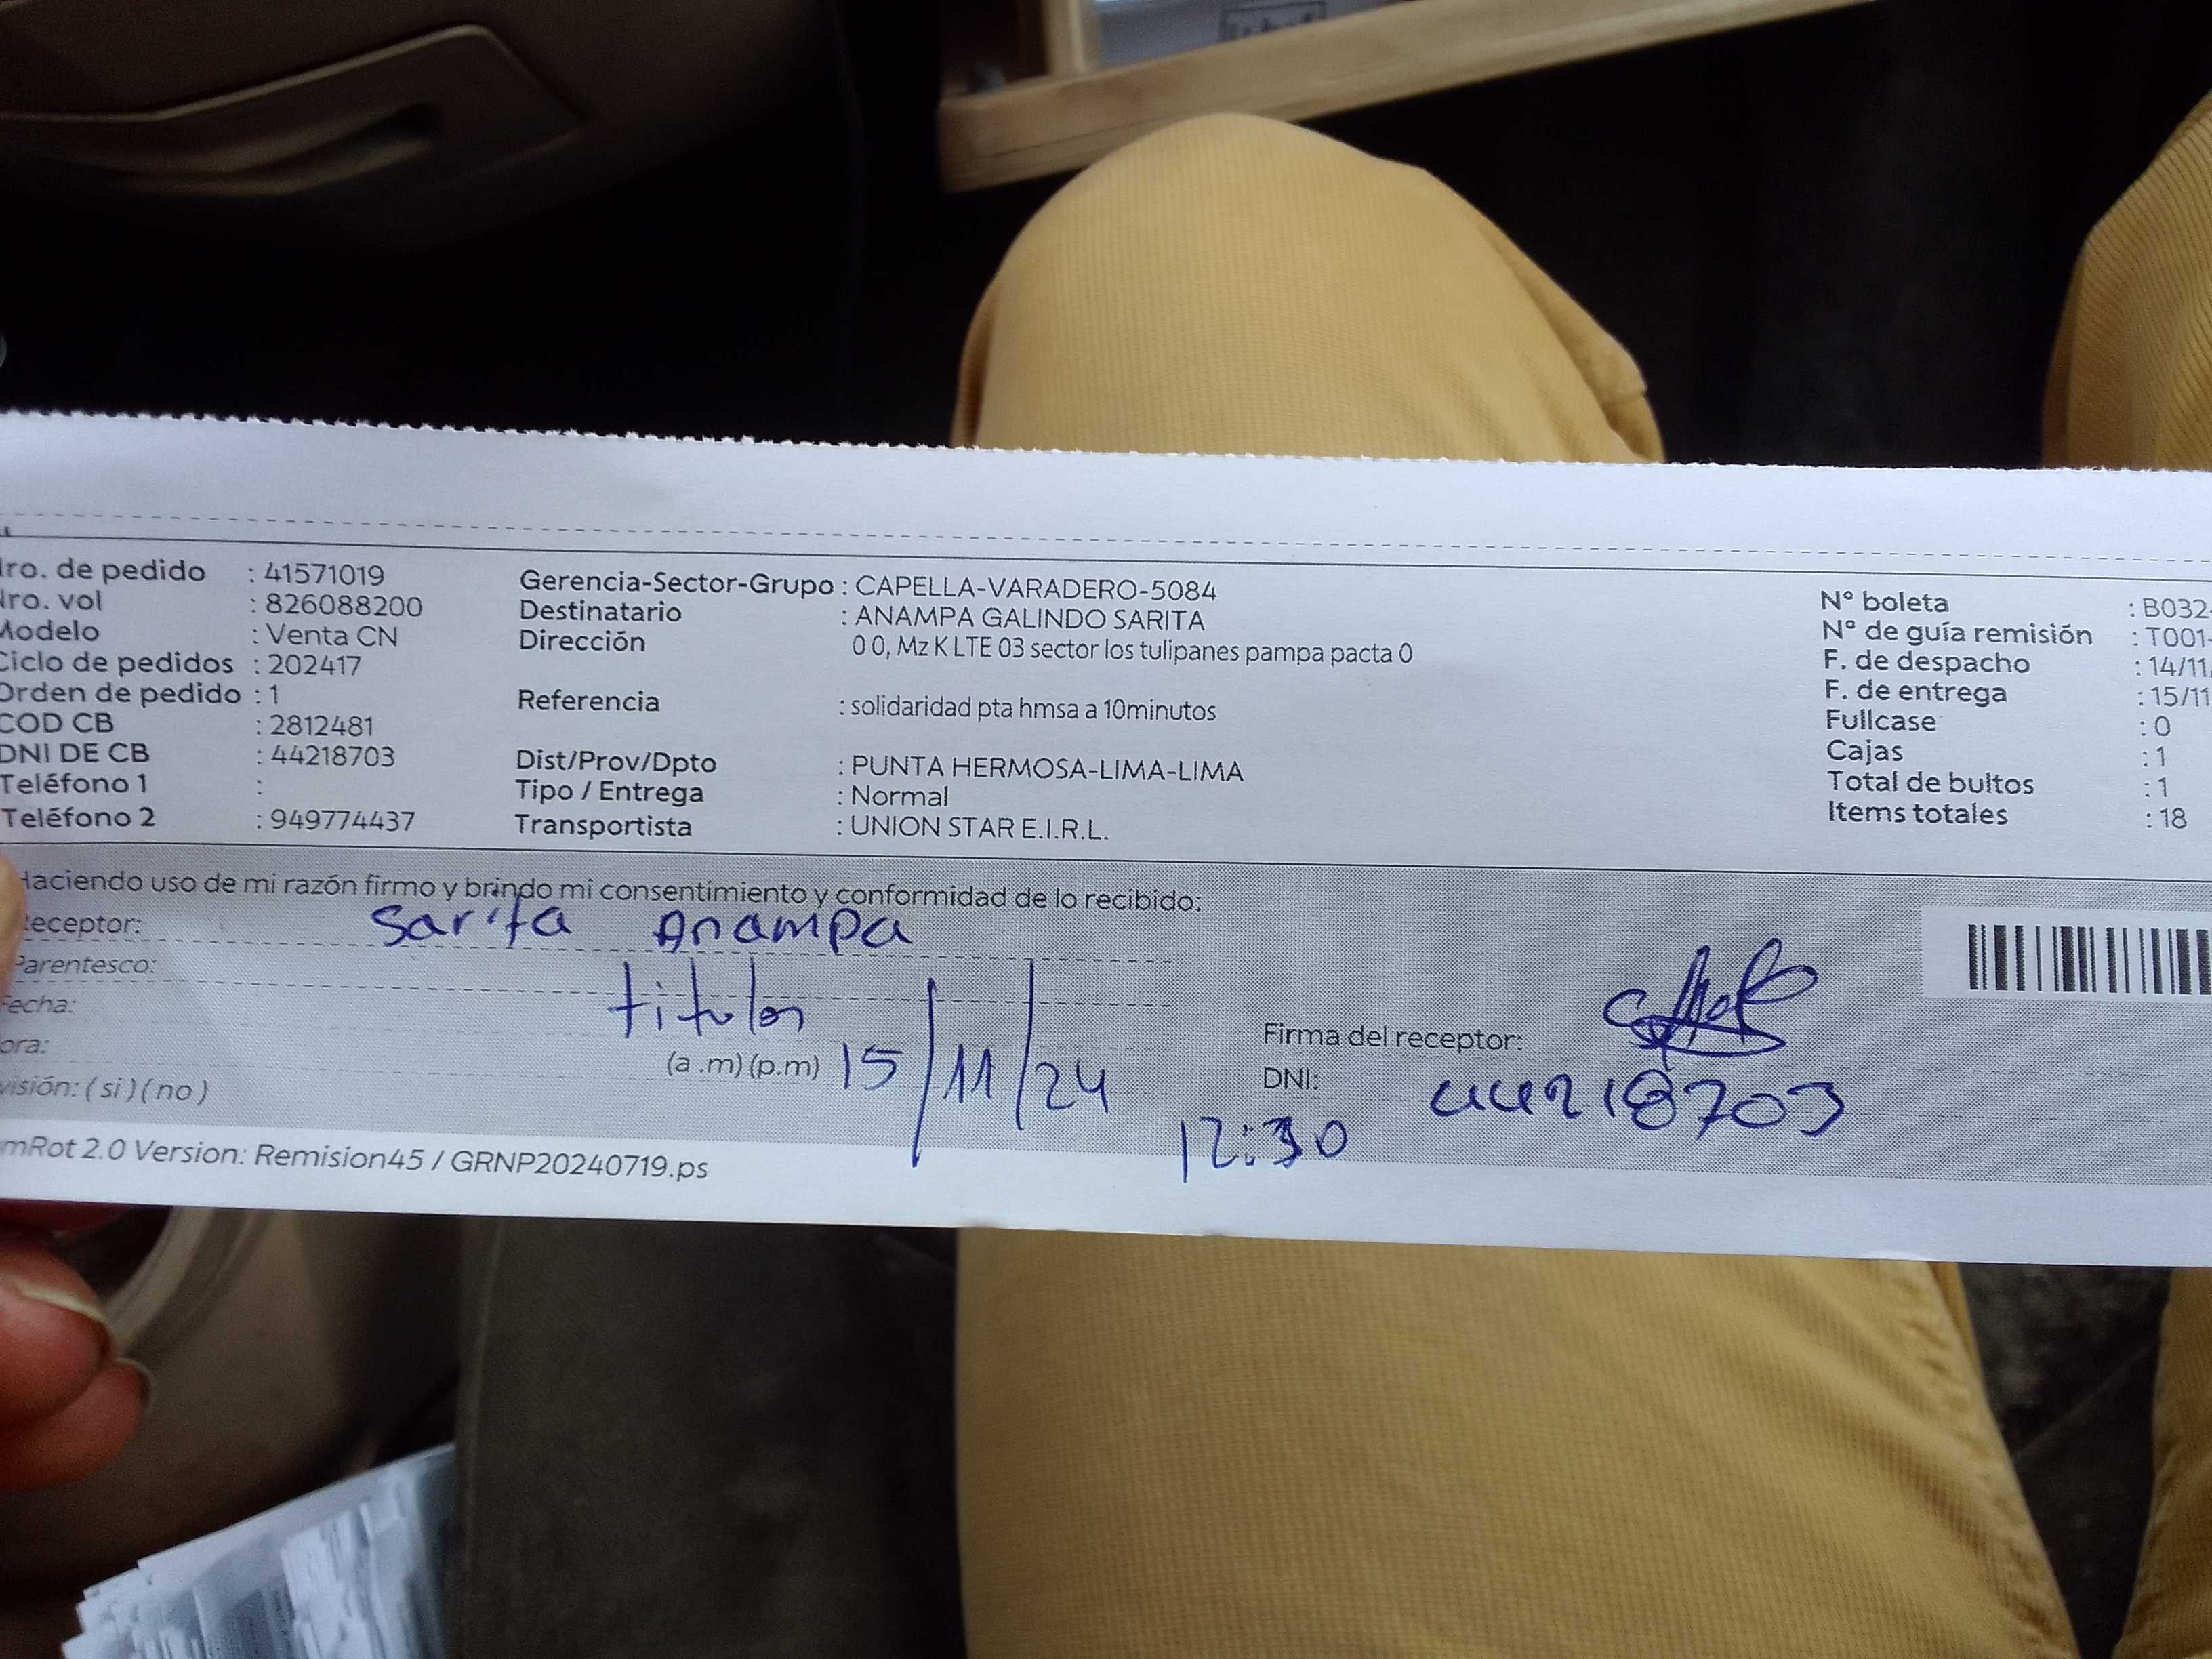 Nro. de pedido : 41571019
Nro. vol : 826088200
Modelo : Venta CN
Ciclo de pedidos : 202417
Orden de pedido : 1
COD CB : 2812481
DNI DE CB : 44218703
Teléfono 1 :
Teléfono 2 : 949774437
Gerencia-Sector-Grupo : CAPELLA-VARADERO-5084
Destinatario : ANAMPA GALINDO SARITA
Dirección 0 0, Mz K LTE 03 sector los tulipanes pampa pacta 0
Referencia : solidaridad pta hmsa a 10minutos
Dist/Prov/Dpto : PUNTA HERMOSA-LIMA-LIMA
Tipo / Entrega : Normal
Transportista : UNION STAR E.I.R.L.
N° boleta : B032-
N° de guía remisión : T001-
F. de despacho : 14/11
F. de entrega : 15/11
Fullcase : 0
Cajas : 1
Total de bultos : 1
Items totales : 18
Haciendo uso de mi razón firmo y brindo mi consentimiento y conformidad de lo recibido:
Receptor: Sarita Anampa
Parentesco:
Fecha: titular
ora:
(a .m) (p.m) 15/11/24
visión: ( si ) ( no )
Firma del receptor:
DNI: 44218703
12:30
mRot 2.0 Version: Remision45 / GRNP20240719.ps